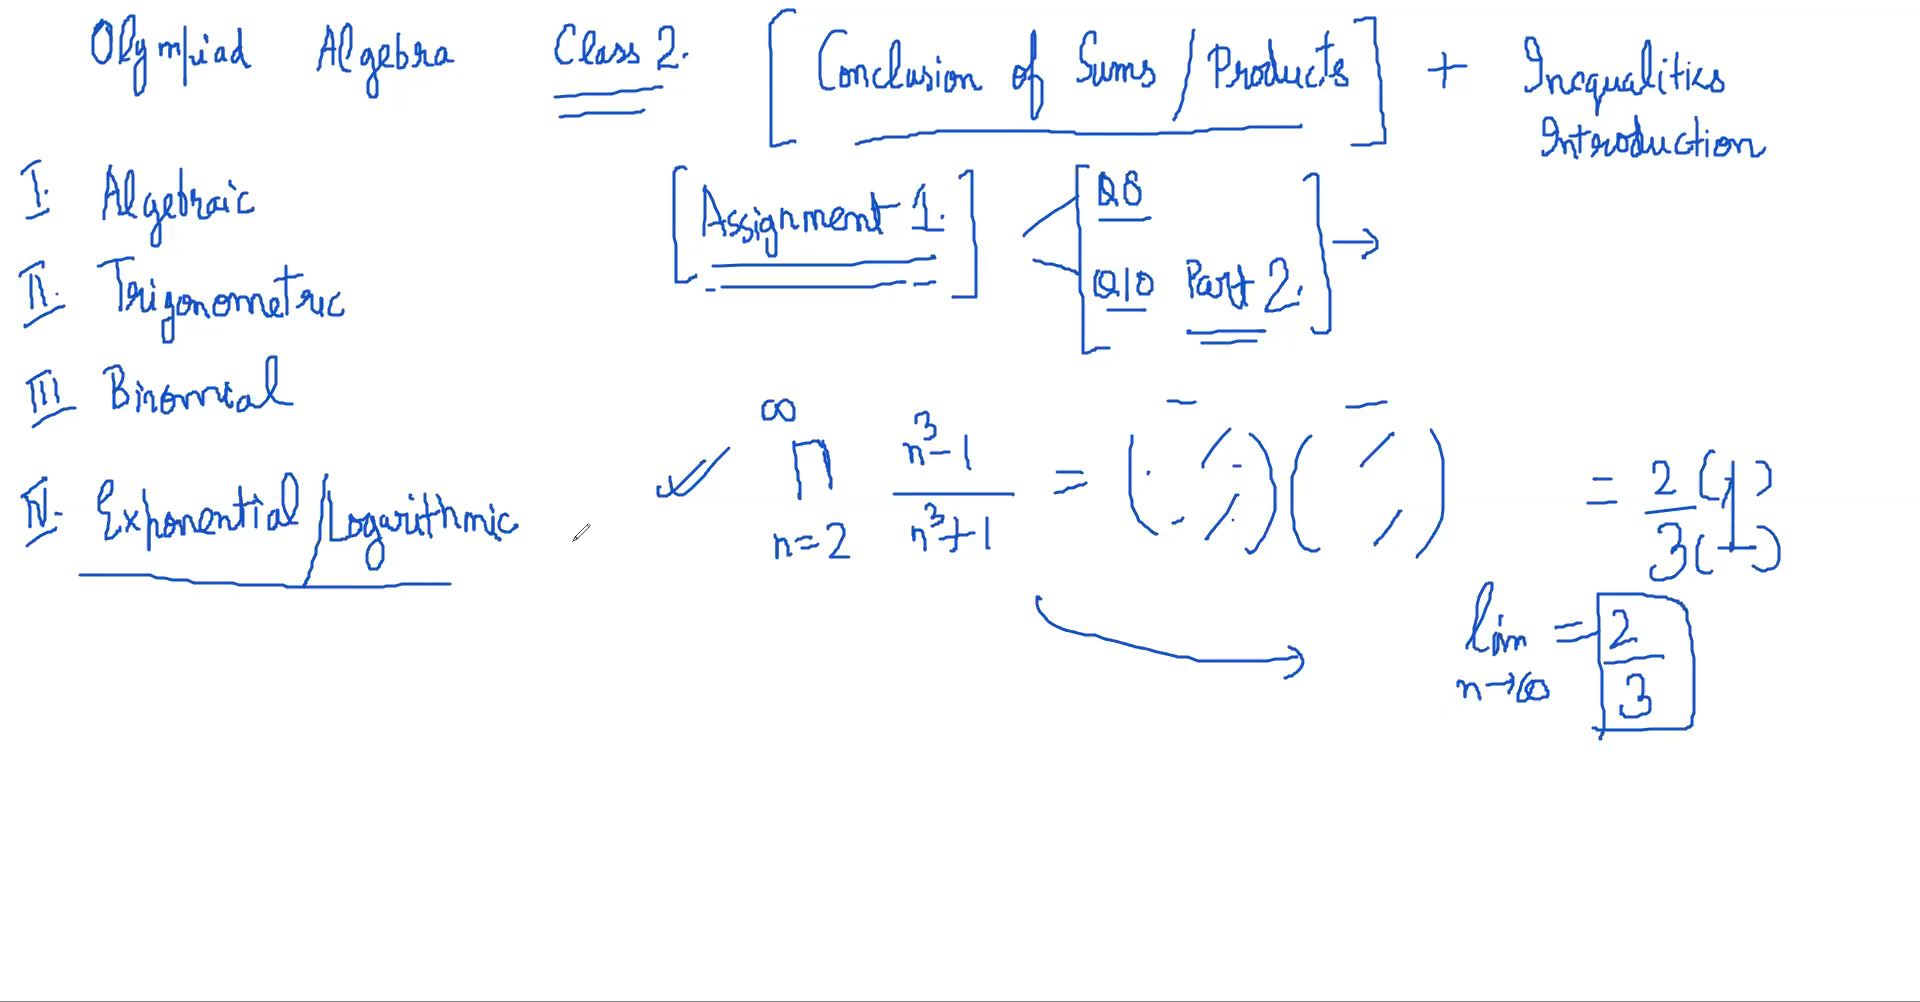 Olympiad Algebra Class 2. [Conclusion of Sums/Products] + Inequalities Introduction
I. Algebraic
II. Trigonometric
III Binomial
IV. Exponential/Logarithmic
[Assignment 1.]
Q8
Q10 Part 2.
∞
∏ n³-1 / n³+1 = ( ) ( ) = 2( ) / 3( )
n=2
lim = 2/3
n→∞